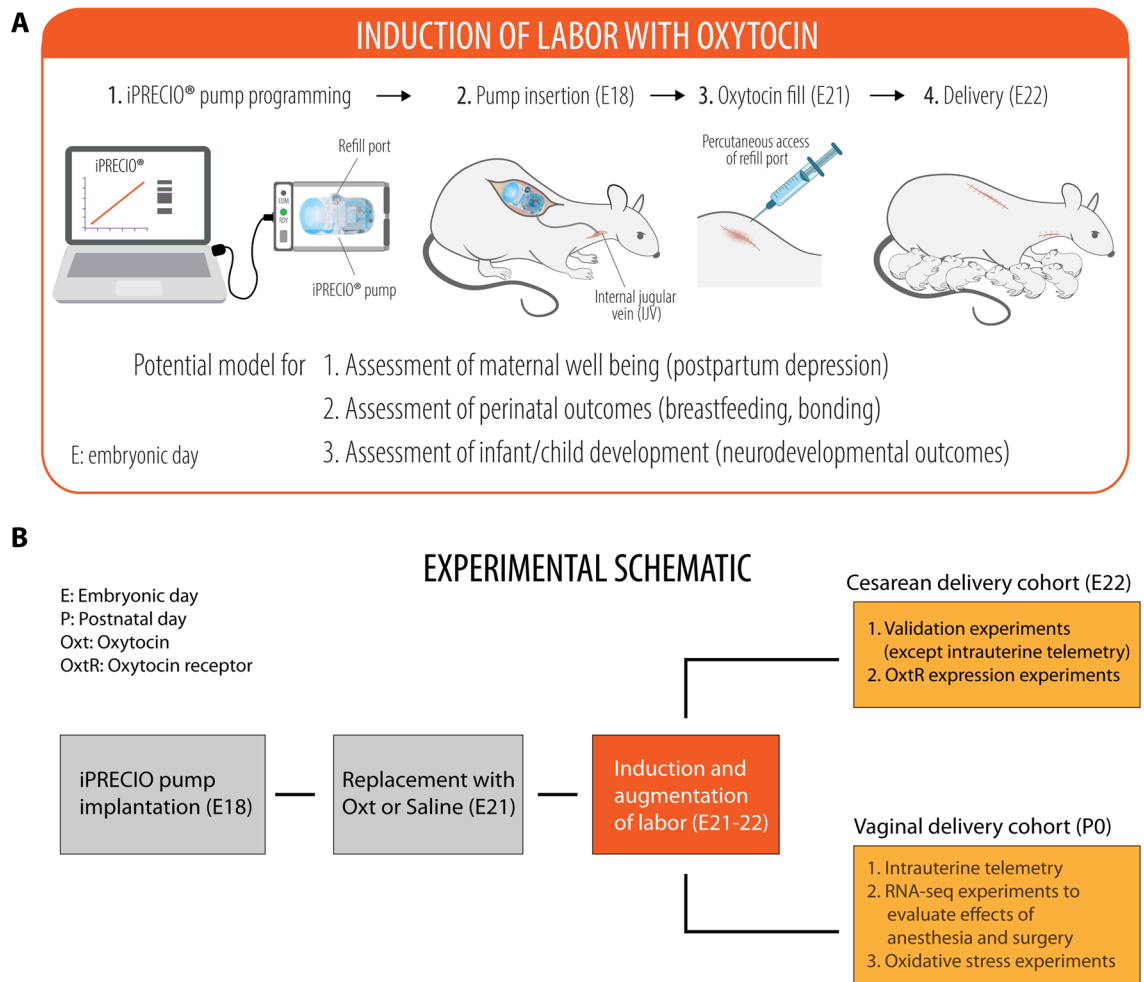 A
INDUCTION OF LABOR WITH OXYTOCIN
1. iPRECIO® pump programming
2. Pump insertion (E18)
3. Oxytocin fill (E21)
4. Delivery (E22)
iPRECIO®
Refill port
COM
RDY
iPRECIO® pump
Internal jugular
vein (IJV)
Percutaneous access
of refill port
Potential model for
1. Assessment of maternal well being (postpartum depression)
2. Assessment of perinatal outcomes (breastfeeding, bonding)
3. Assessment of infant/child development (neurodevelopmental outcomes)
E: embryonic day
B
EXPERIMENTAL SCHEMATIC
E: Embryonic day
P: Postnatal day
Oxt: Oxytocin
OxtR: Oxytocin receptor
iPRECIO pump
implantation (E18)
Replacement with
Oxt or Saline (E21)
Induction and
augmentation
of labor (E21-22)
Cesarean delivery cohort (E22)
1. Validation experiments
(except intrauterine telemetry)
2. OxtR expression experiments
Vaginal delivery cohort (P0)
1. Intrauterine telemetry
2. RNA-seq experiments to
evaluate effects of
anesthesia and surgery
3. Oxidative stress experiments